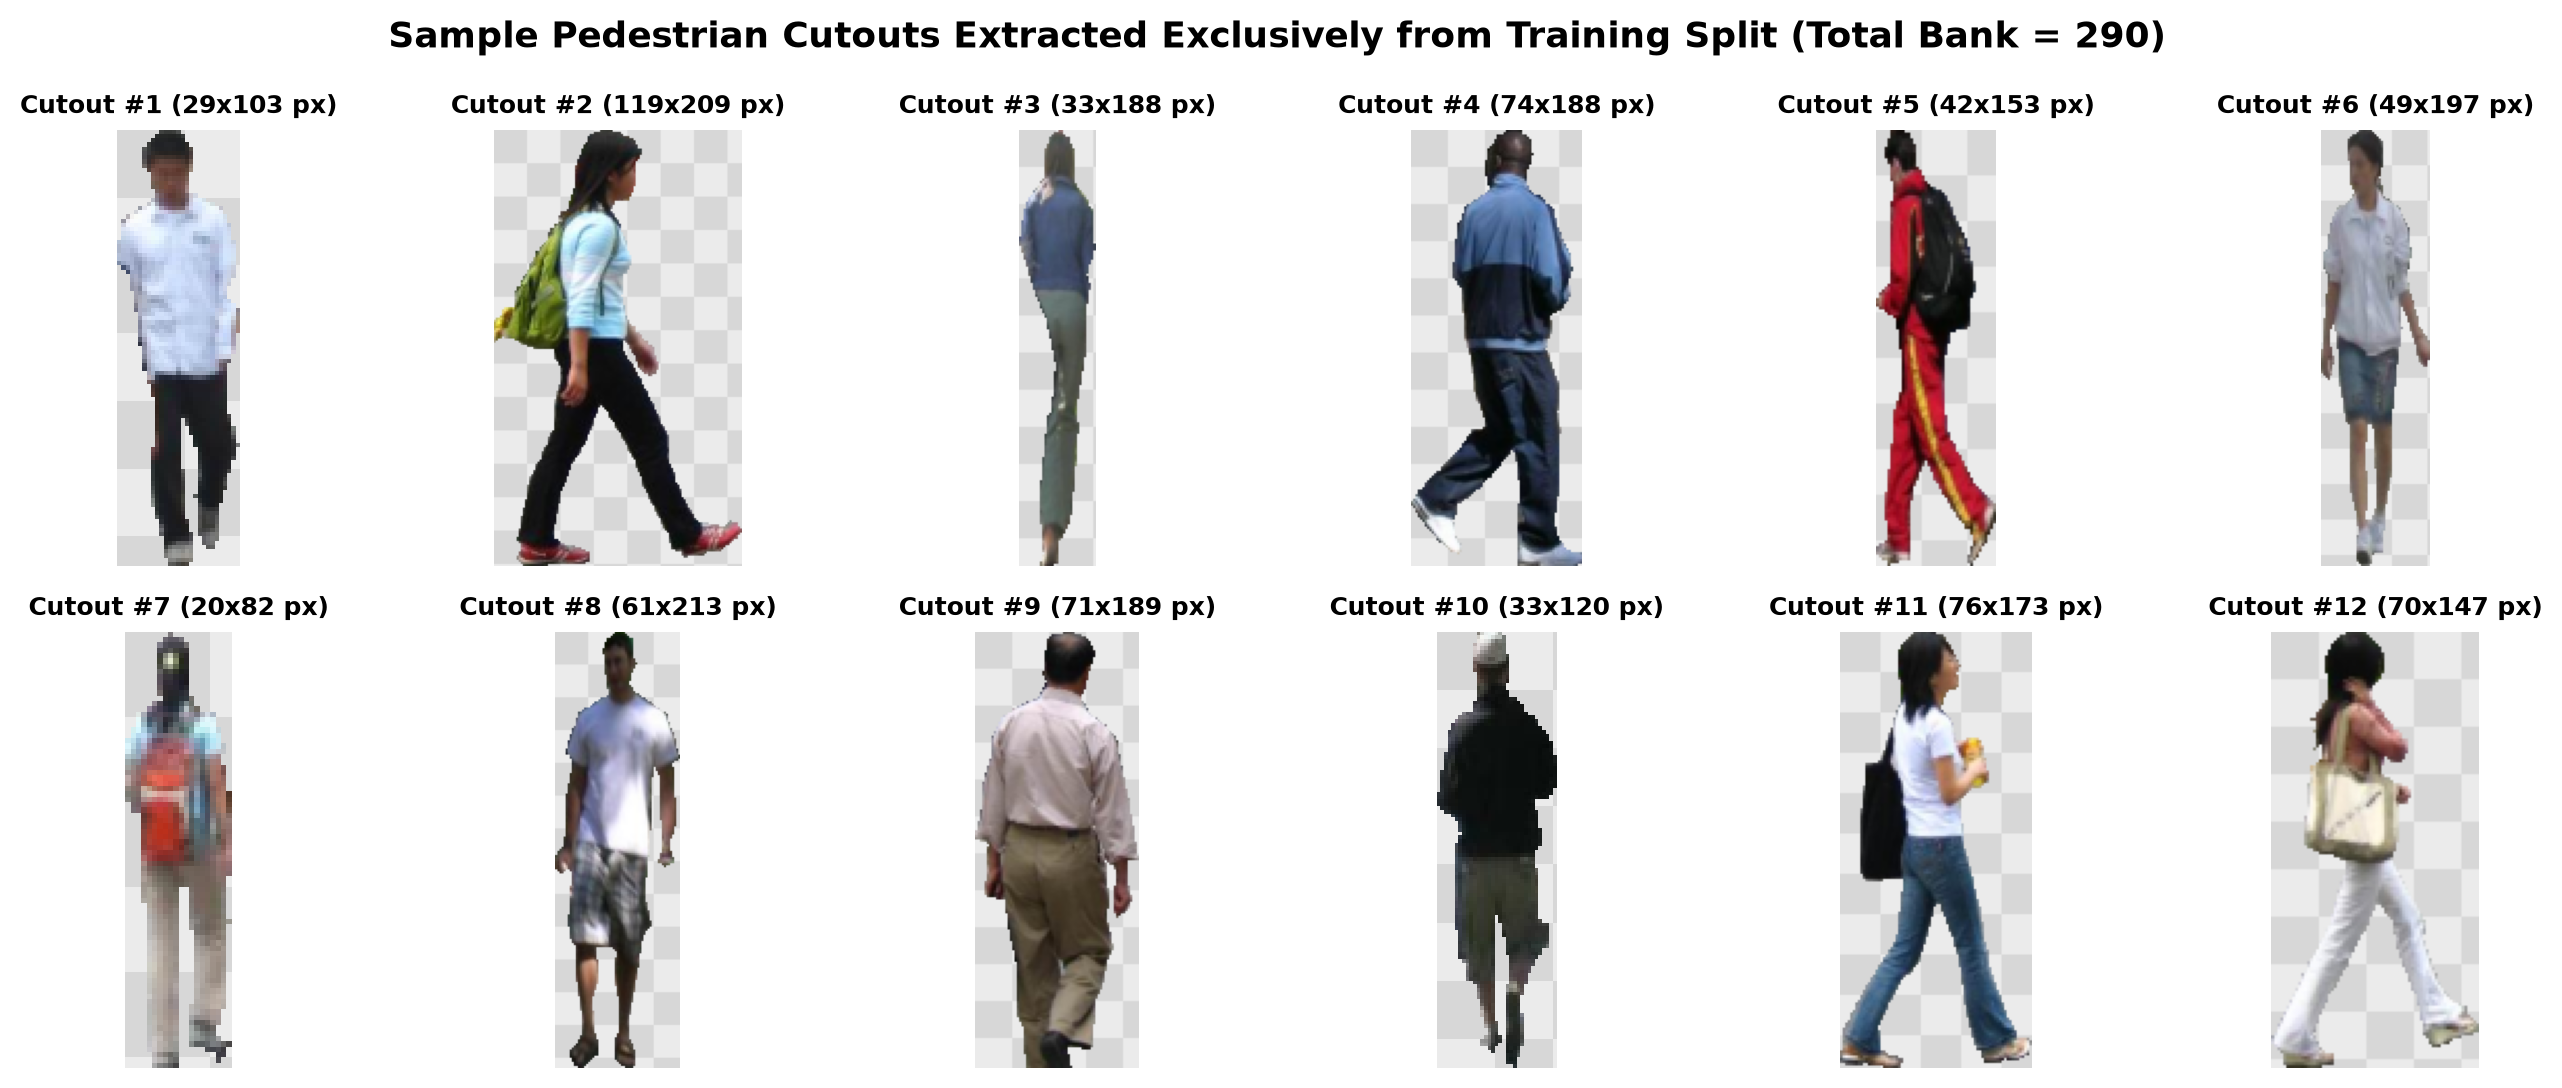 Sample Pedestrian Cutouts Extracted Exclusively from Training Split (Total Bank = 290)
Cutout #1 (29x103 px)
Cutout #2 (119x209 px)
Cutout #3 (33x188 px)
Cutout #4 (74x188 px)
Cutout #5 (42x153 px)
Cutout #6 (49x197 px)
Cutout #7 (20x82 px)
Cutout #8 (61x213 px)
Cutout #9 (71x189 px)
Cutout #10 (33x120 px)
Cutout #11 (76x173 px)
Cutout #12 (70x147 px)